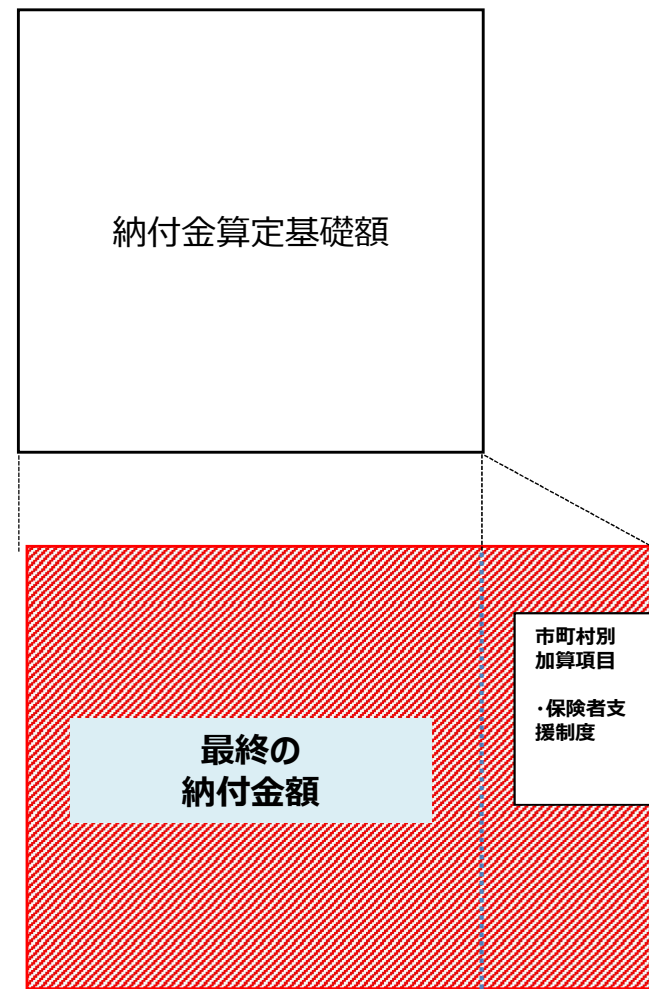 納付金算定基礎額
市町村別
加算項目
・保険者支
援制度
最終の
納付金額